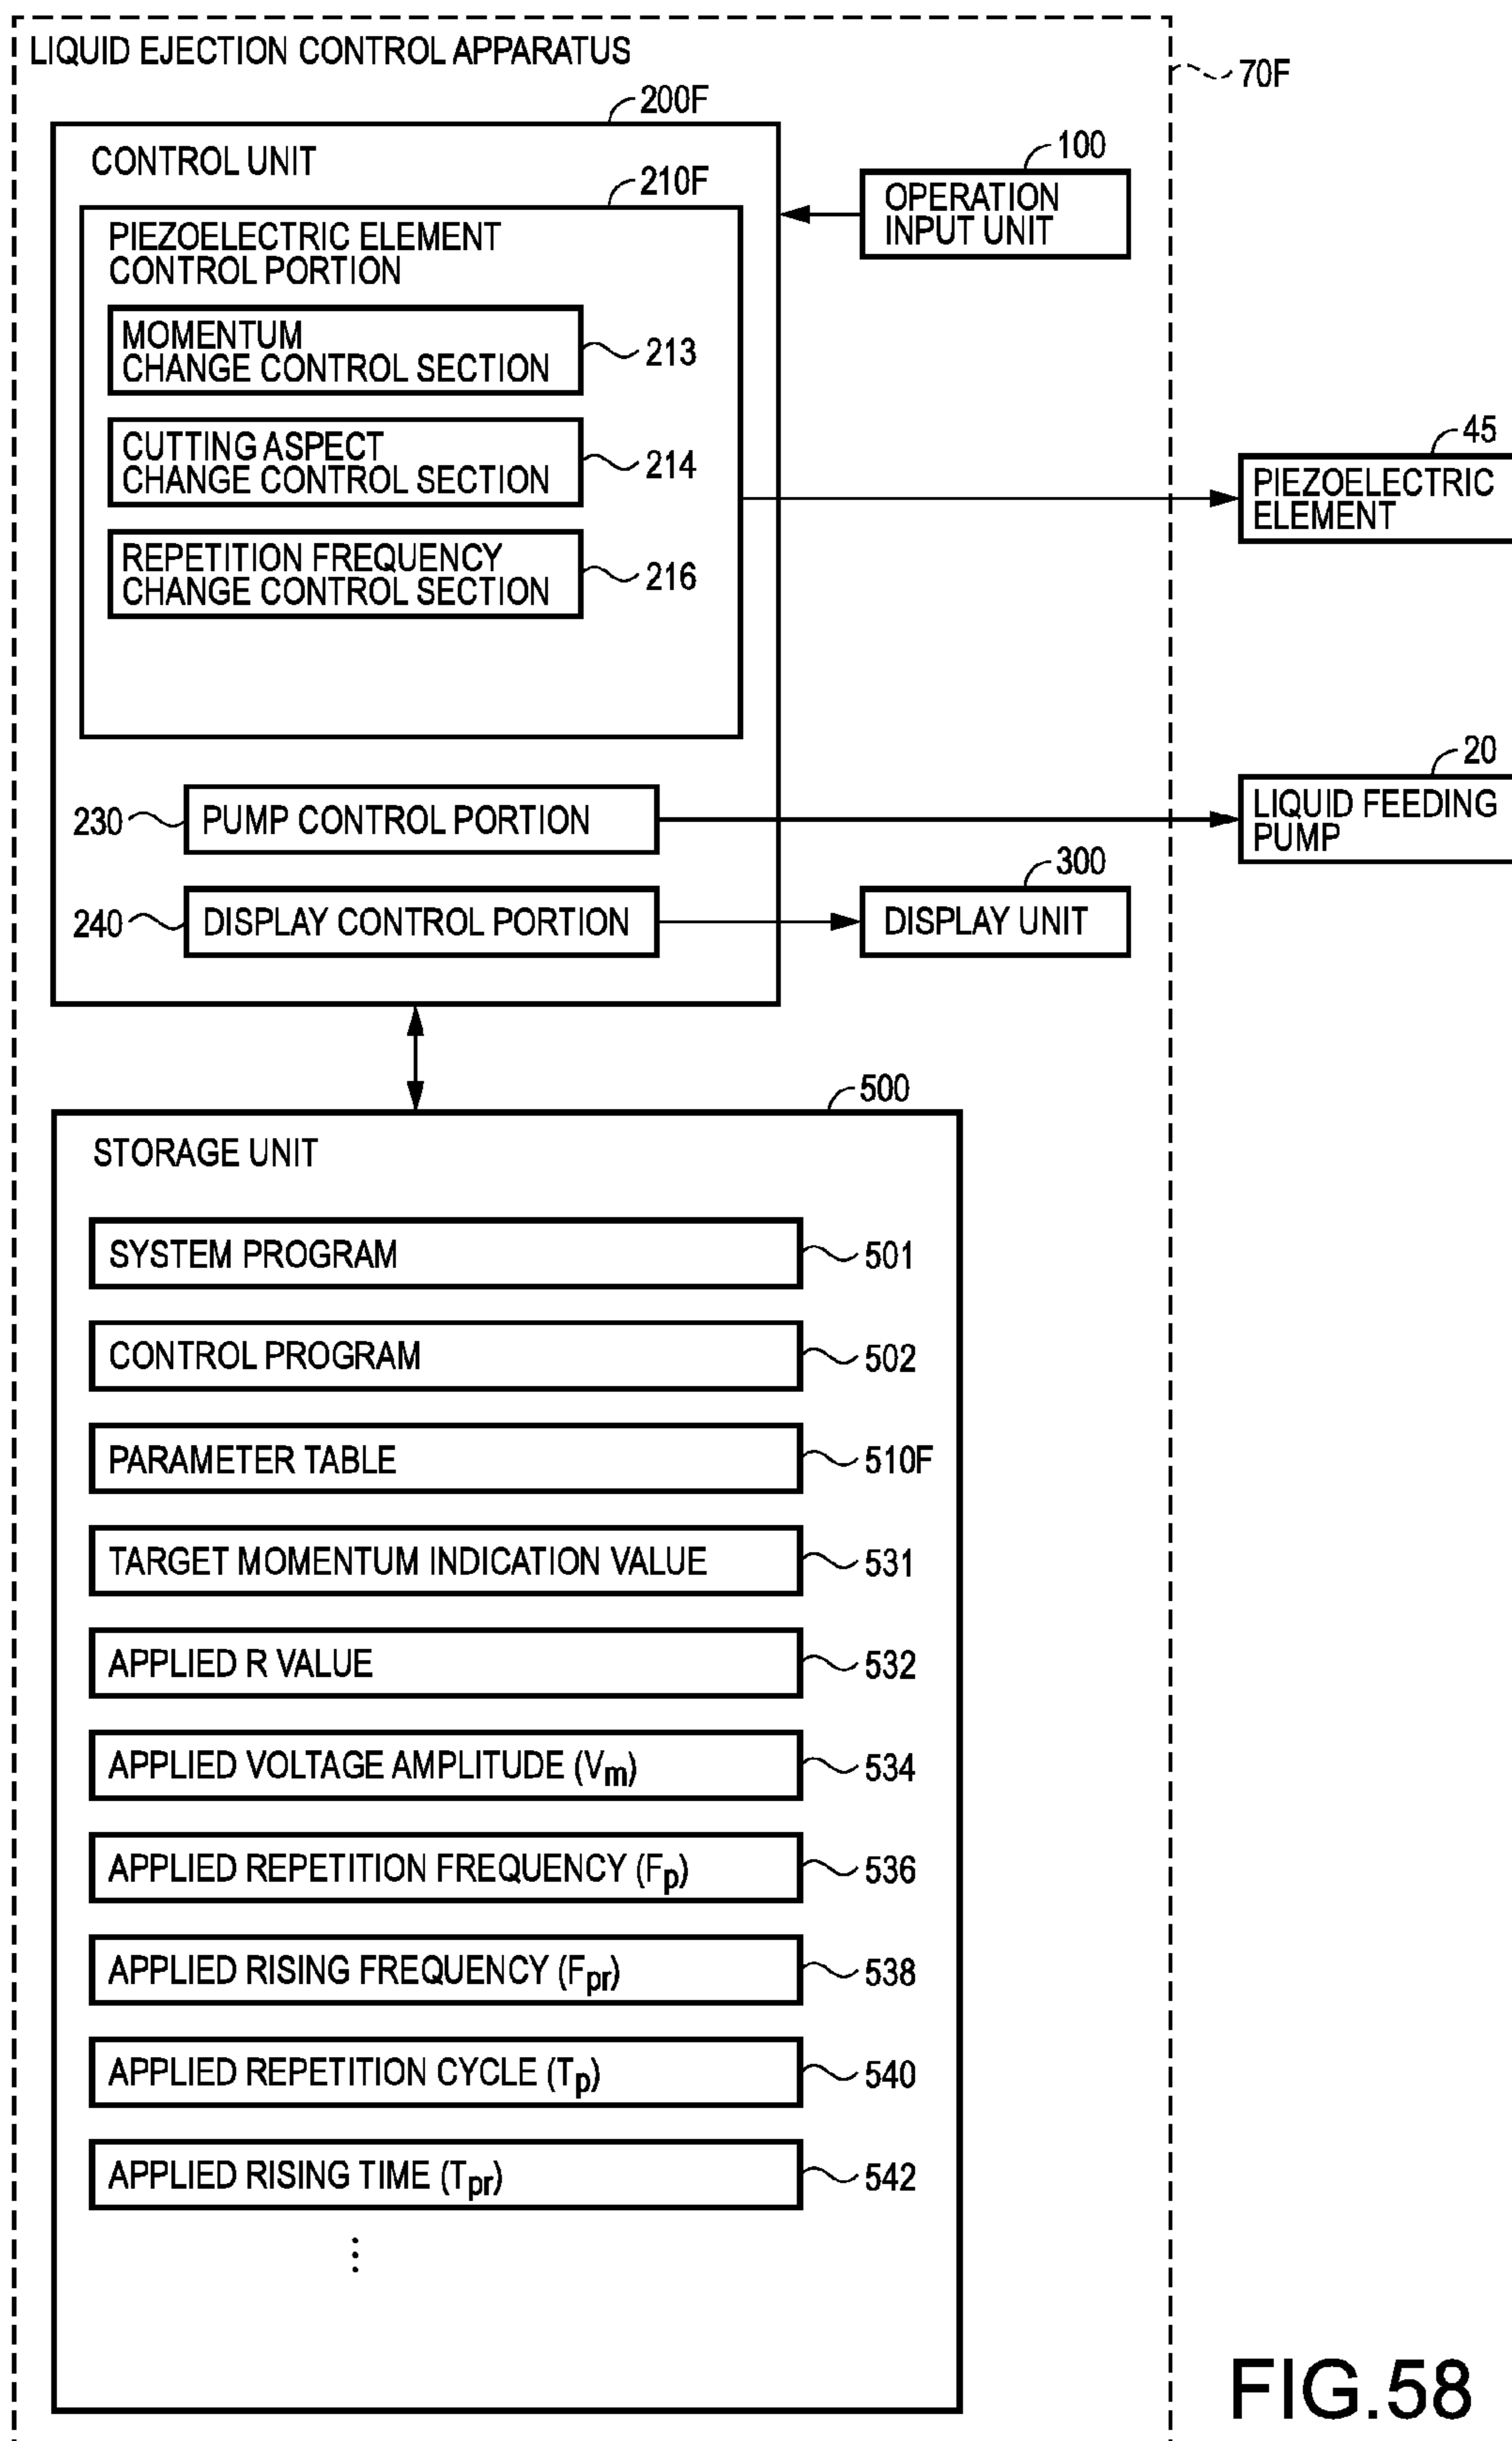 LIQUID EJECTION CONTROL APPARATUS
70F
200F
CONTROL UNIT
100
OPERATION
INPUT UNIT
210F
PIEZOELECTRIC ELEMENT
CONTROL PORTION
MOMENTUM
CHANGE CONTROL SECTION
213
CUTTING ASPECT
CHANGE CONTROL SECTION
214
REPETITION FREQUENCY
CHANGE CONTROL SECTION
216
45
PIEZOELECTRIC
ELEMENT
230
PUMP CONTROL PORTION
20
LIQUID FEEDING
PUMP
240
DISPLAY CONTROL PORTION
300
DISPLAY UNIT
500
STORAGE UNIT
SYSTEM PROGRAM
501
CONTROL PROGRAM
502
PARAMETER TABLE
510F
TARGET MOMENTUM INDICATION VALUE
531
APPLIED R VALUE
532
APPLIED VOLTAGE AMPLITUDE (Vm)
534
APPLIED REPETITION FREQUENCY (Fp)
536
APPLIED RISING FREQUENCY (Fpr)
538
APPLIED REPETITION CYCLE (Tp)
540
APPLIED RISING TIME (Tpr)
542
⋮
FIG.58